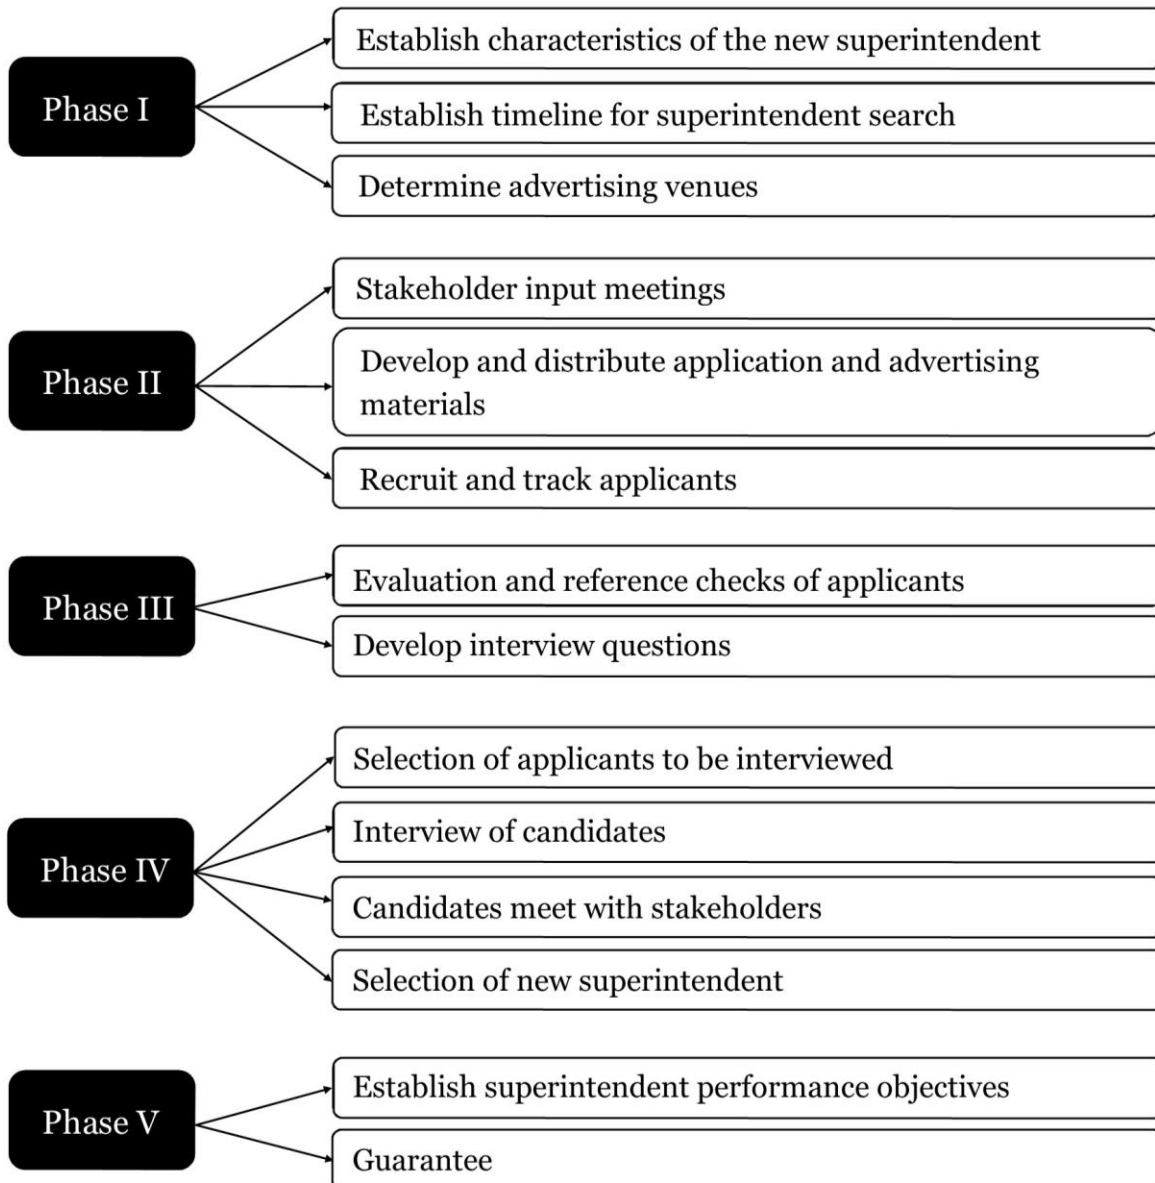 Phase I
Establish characteristics of the new superintendent
Establish timeline for superintendent search
Determine advertising venues
Phase II
Stakeholder input meetings
Develop and distribute application and advertising
materials
Recruit and track applicants
Phase III
Evaluation and reference checks of applicants
Develop interview questions
Phase IV
Selection of applicants to be interviewed
Interview of candidates
Candidates meet with stakeholders
Selection of new superintendent
Phase V
Establish superintendent performance objectives
Guarantee